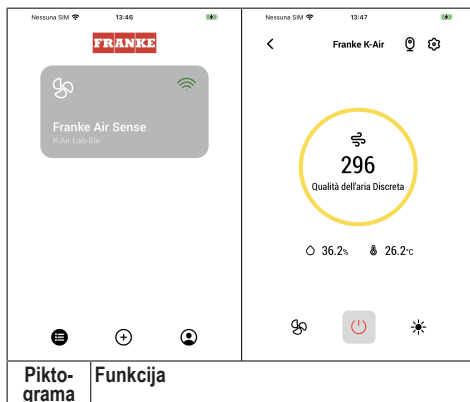 Nessuna SIM 13:46
FRANKE
Franke Air Sense
K-Air Lab-Ele
Nessuna SIM 13:47
Franke K-Air
296
Qualità dell'aria Discreta
36.2% 26.2°C
Pikto-
grama
Funkcija